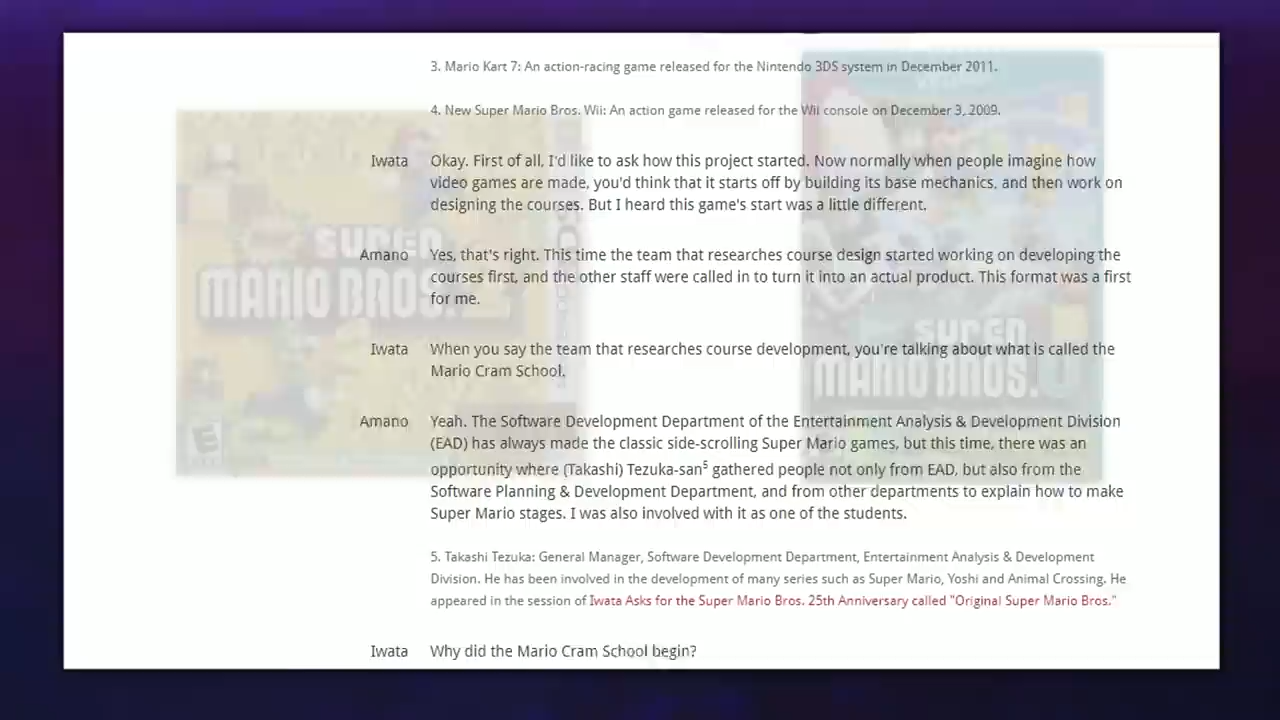 3. Mario Kart 7: An action-racing game released for the Nintendo 3DS system in December 2011.
4. New Super Mario Bros. Wii: An action game released for the Wii console on December 3, 2009.
Iwata Okay. First of all, I'd like to ask how this project started. Now normally when people imagine how
video games are made, you'd think that it starts off by building its base mechanics, and then work on
designing the courses. But I heard this game's start was a little different.
Amano Yes, that's right. This time the team that researches course design started working on developing the
courses first, and the other staff were called in to turn it into an actual product. This format was a first
for me.
Iwata When you say the team that researches course development, you're talking about what is called the
Mario Cram School.
Amano Yeah. The Software Development Department of the Entertainment Analysis & Development Division
(EAD) has always made the classic side-scrolling Super Mario games, but this time, there was an
opportunity where (Takashi) Tezuka-san5 gathered people not only from EAD, but also from the
Software Planning & Development Department, and from other departments to explain how to make
Super Mario stages. I was also involved with it as one of the students.
5. Takashi Tezuka: General Manager, Software Development Department, Entertainment Analysis & Development
Division. He has been involved in the development of many series such as Super Mario, Yoshi and Animal Crossing. He
appeared in the session of Iwata Asks for the Super Mario Bros. 25th Anniversary called "Original Super Mario Bros."
Iwata Why did the Mario Cram School begin?
SUPER
MARIO BROS. 2
E
SUPER
MARIO BROS. U